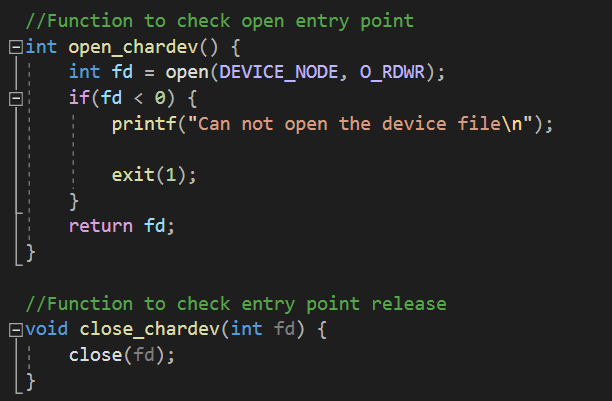 //Function to check open entry point
int open_chardev() {
    int fd = open(DEVICE_NODE, O_RDWR);
    if(fd < 0) {
        printf("Can not open the device file\n");

        exit(1);
    }
    return fd;
}

//Function to check entry point release
void close_chardev(int fd) {
    close(fd);
}